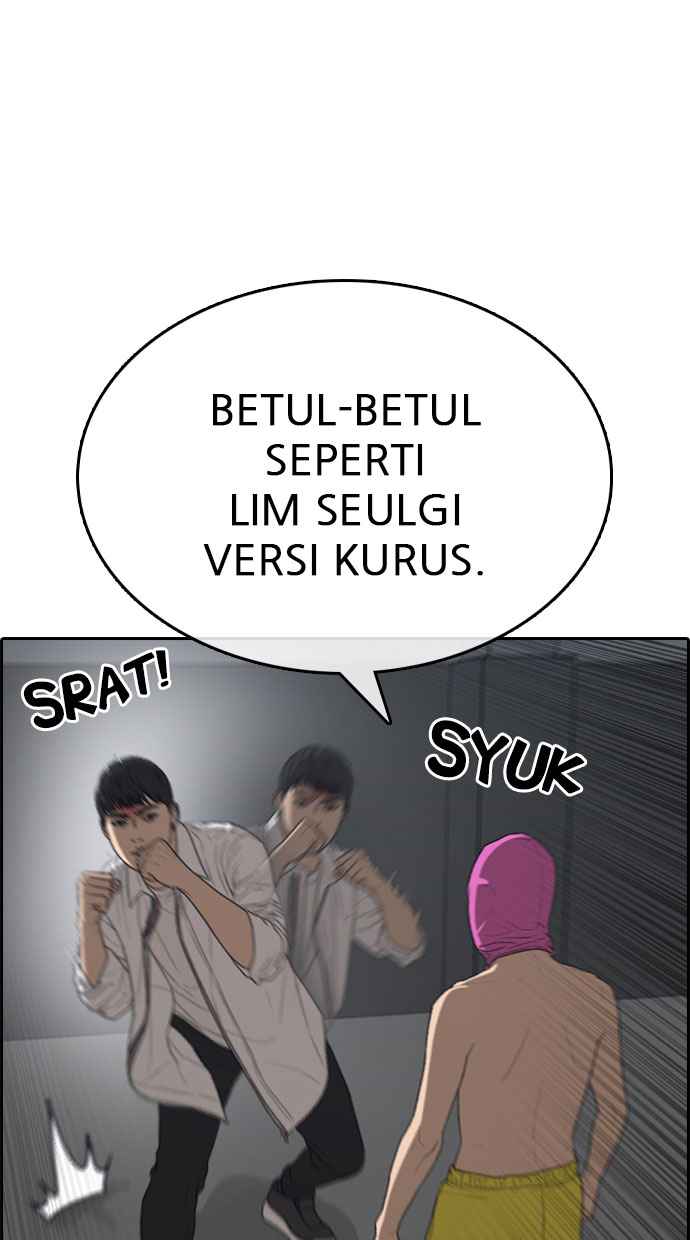 BETUL-BETUL
SEPERTI
LIM SEULGI
VERSI KURUS.
SRAT!
SYUK